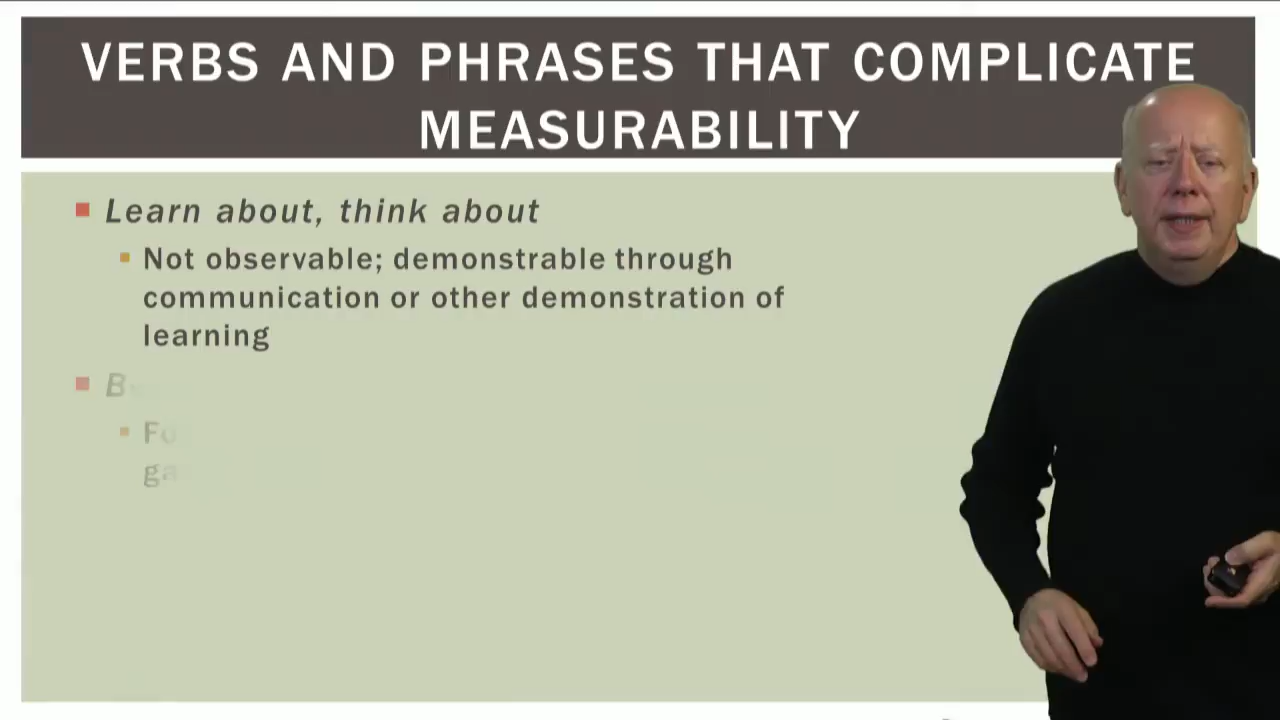 VERBS AND PHRASES THAT COMPLICATE
MEASURABILITY
Learn about, think about
Not observable; demonstrable through
communication or other demonstration of
learning